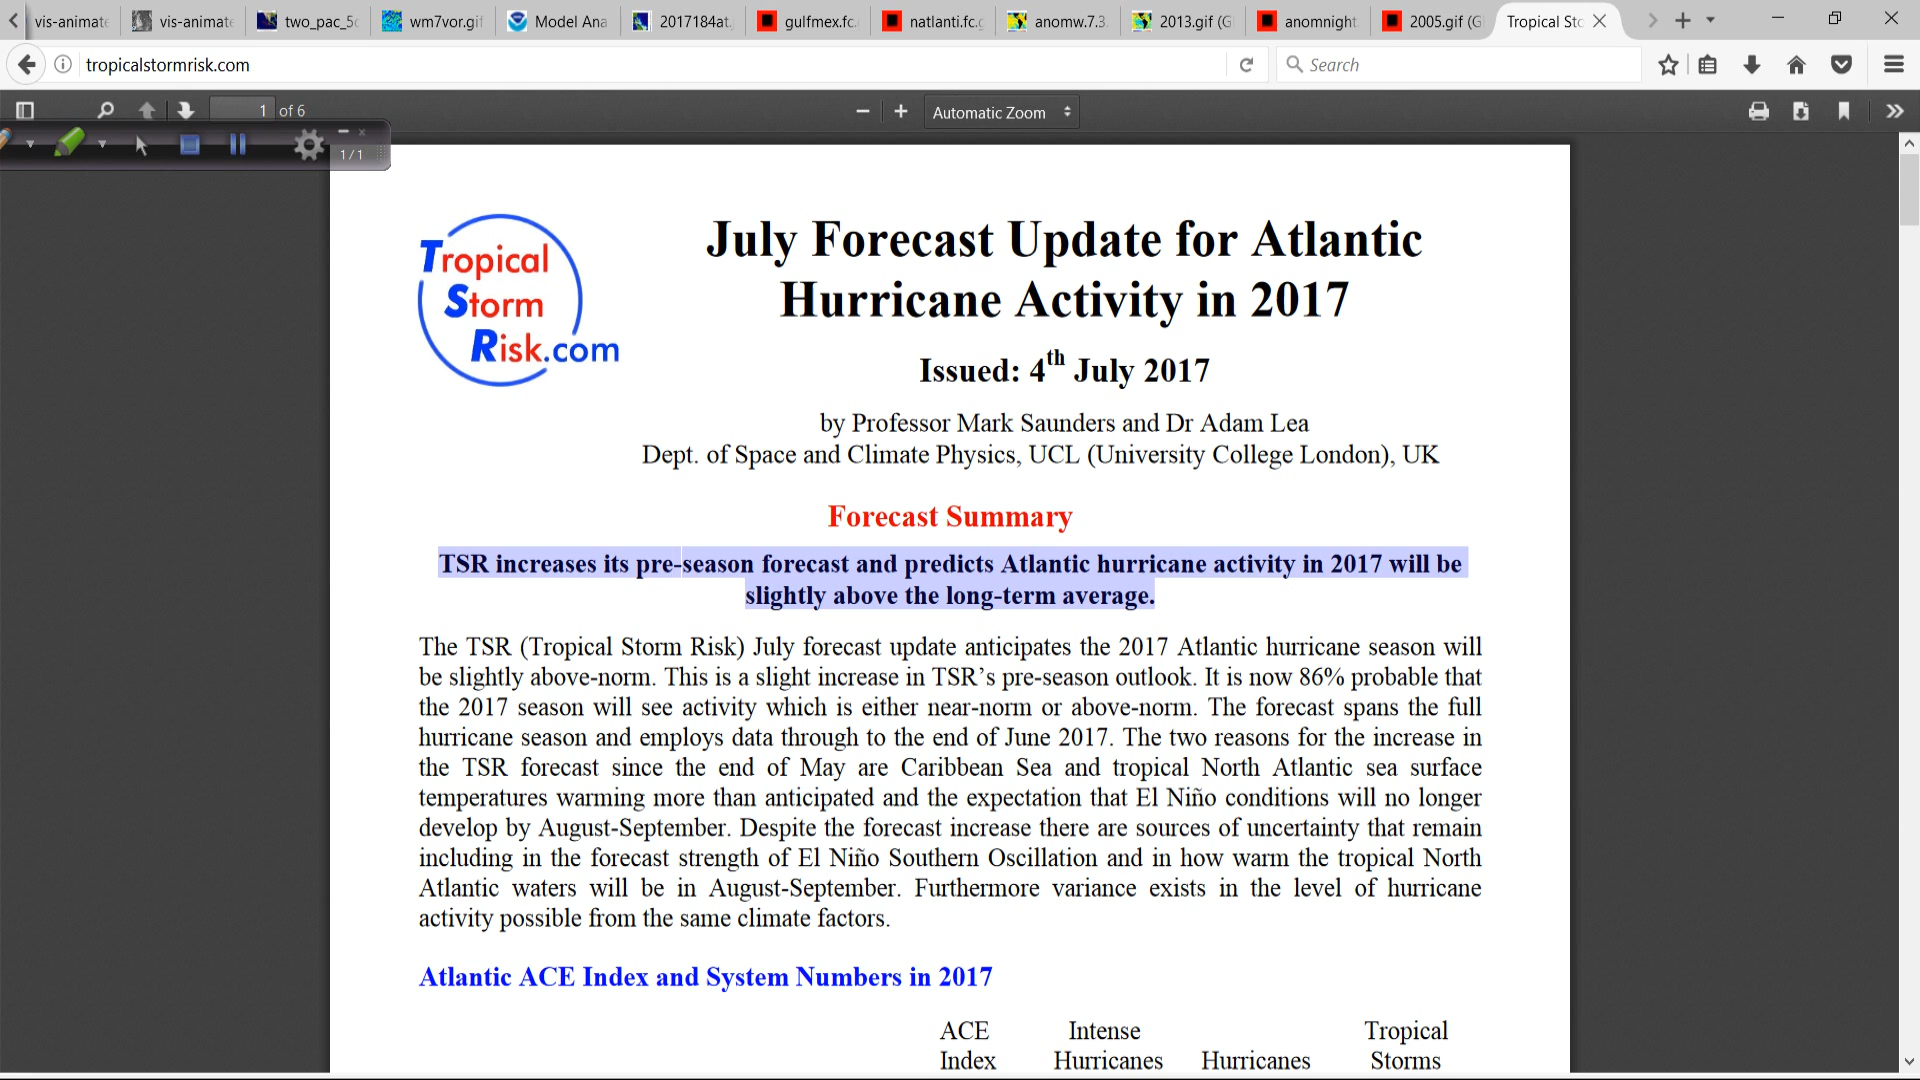 vis-animate
vis-animate
two_pac_5c
wm7vor.gif
Model Ana
2017184at.
gulfmex.fc.
natlanti.fc.g
anomw.7.3.
2013.gif (G
anomnight.
2005.gif (G
Tropical Sto
tropicalstormrisk.com
Search
1 of 6
Automatic Zoom
1/1
Tropical
Storm
Risk.com
July Forecast Update for Atlantic
Hurricane Activity in 2017
Issued: 4th July 2017
by Professor Mark Saunders and Dr Adam Lea
Dept. of Space and Climate Physics, UCL (University College London), UK
Forecast Summary
TSR increases its pre-season forecast and predicts Atlantic hurricane activity in 2017 will be
slightly above the long-term average.
The TSR (Tropical Storm Risk) July forecast update anticipates the 2017 Atlantic hurricane season will
be slightly above-norm. This is a slight increase in TSR’s pre-season outlook. It is now 86% probable that
the 2017 season will see activity which is either near-norm or above-norm. The forecast spans the full
hurricane season and employs data through to the end of June 2017. The two reasons for the increase in
the TSR forecast since the end of May are Caribbean Sea and tropical North Atlantic sea surface
temperatures warming more than anticipated and the expectation that El Niño conditions will no longer
develop by August-September. Despite the forecast increase there are sources of uncertainty that remain
including in the forecast strength of El Niño Southern Oscillation and in how warm the tropical North
Atlantic waters will be in August-September. Furthermore variance exists in the level of hurricane
activity possible from the same climate factors.
Atlantic ACE Index and System Numbers in 2017
ACE Intense Tropical
Index Hurricanes Hurricanes Storms